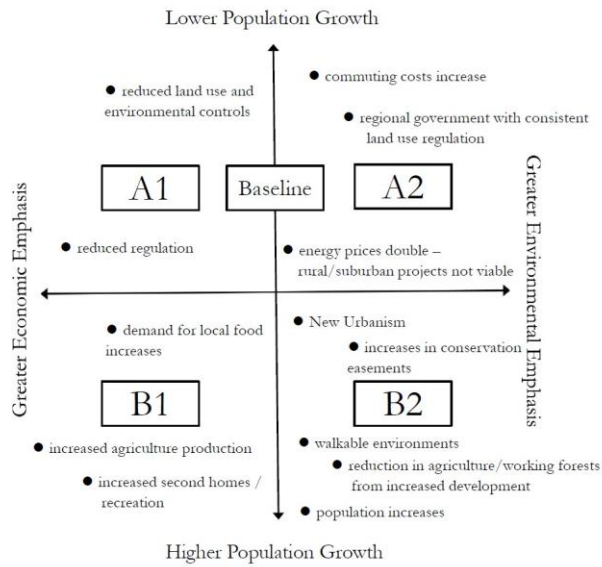 Lower Population Growth
● commuting costs increase
● reduced land use and
environmental controls
● regional government with consistent
land use regulation
A1
Baseline
A2
● reduced regulation
● energy prices double –
rural/suburban projects not viable
Greater Economic Emphasis
Greater Environmental Emphasis
● demand for local food
increases
● New Urbanism
● increases in conservation
easements
B1
B2
● increased agriculture production
● walkable environments
● increased second homes /
recreation
● reduction in agriculture/working forests
from increased development
● population increases
Higher Population Growth